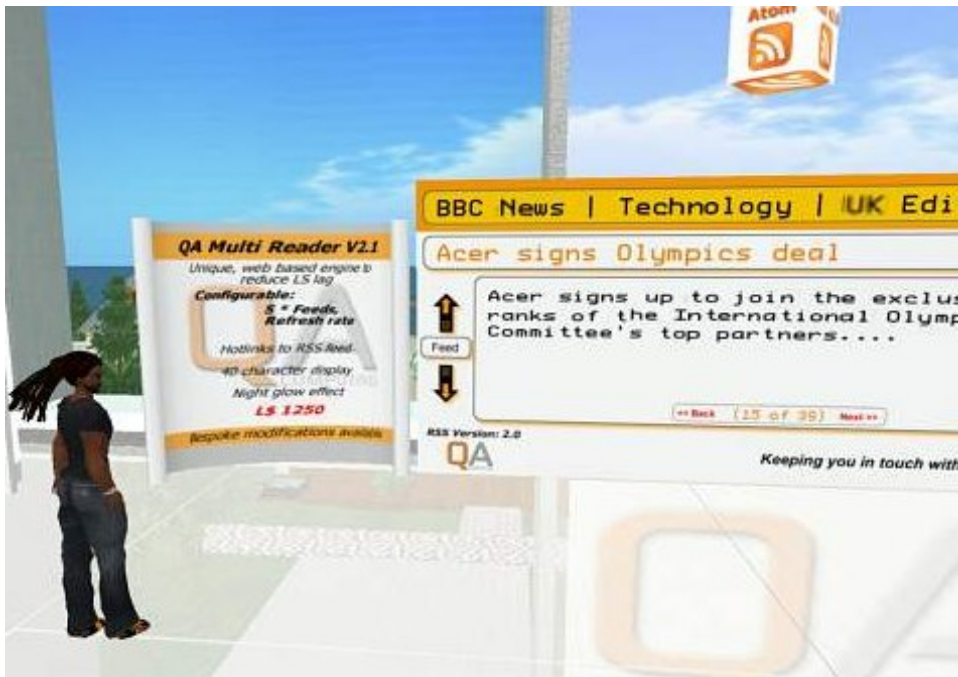 Atom
QA Multi Reader V2.1
Unique, web based engine to
reduce LS lag
Configurable:
5 * Feeds,
Refresh rate
Hotlinks to RSS feed
40 character display
Night glow effect
L$ 1250
Bespoke modifications
QA
COMPUTING
BBC News | Technology | UK Edi
Acer signs Olympics deal
Acer signs up to join the exclus
ranks of the International Olymp
Committee's top partners....
Feed
<< Back (15 of 39) Next >>
RSS Version: 2.0
QA
Keeping you in touch with